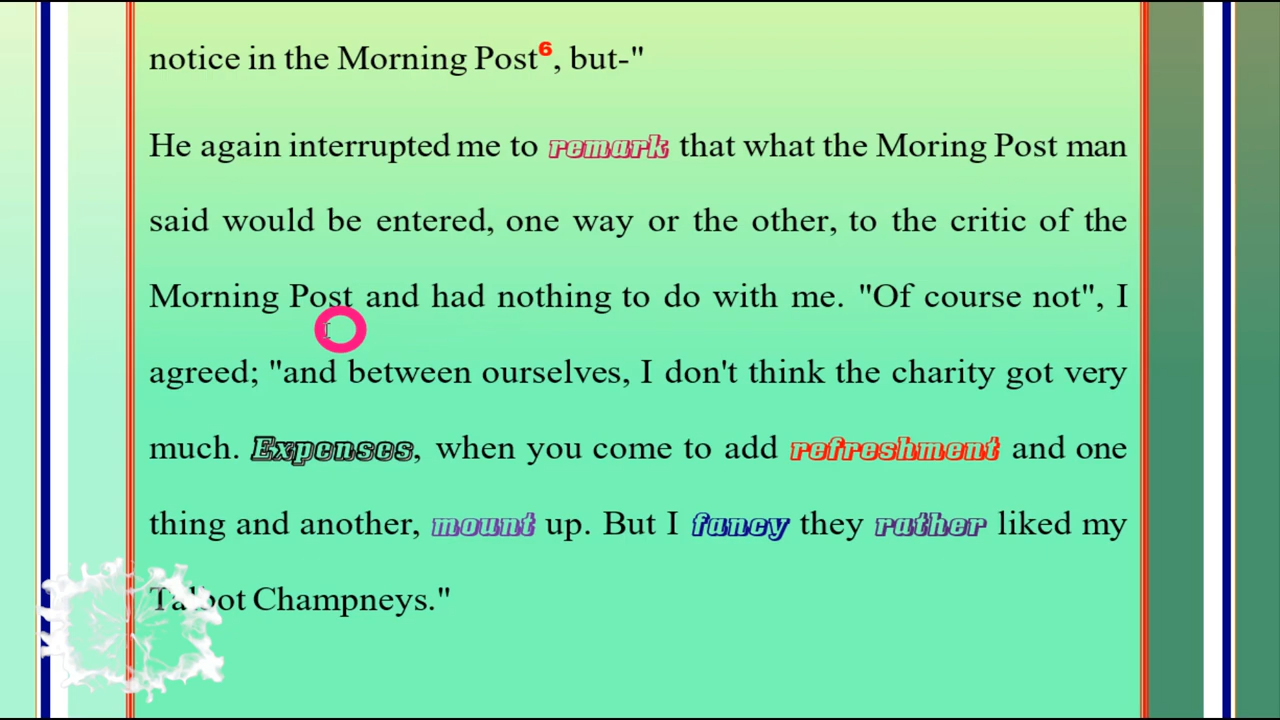 notice in the Morning Post⁶, but-"
He again interrupted me to remark that what the Moring Post man
said would be entered, one way or the other, to the critic of the
Morning Post and had nothing to do with me. "Of course not", I
agreed; "and between ourselves, I don't think the charity got very
much. Expenses, when you come to add refreshment and one
thing and another, mount up. But I fancy they rather liked my
Talbot Champneys."